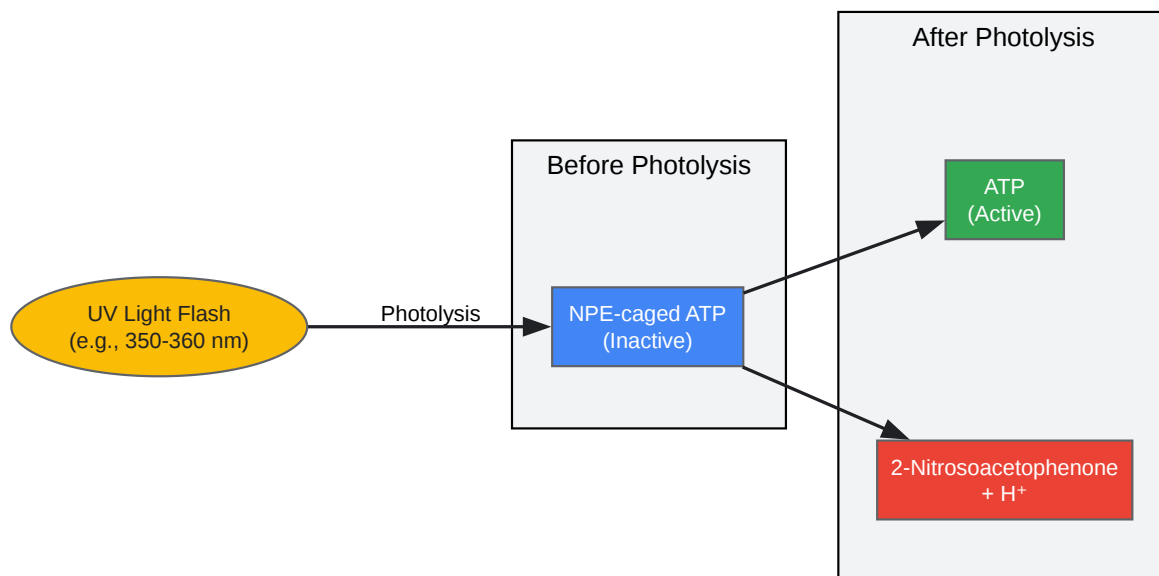 UV Light Flash
(e.g., 350-360 nm)
Photolysis
Before Photolysis
NPE-caged ATP
(Inactive)
After Photolysis
ATP
(Active)
2-Nitrosoacetophenone
+ H⁺